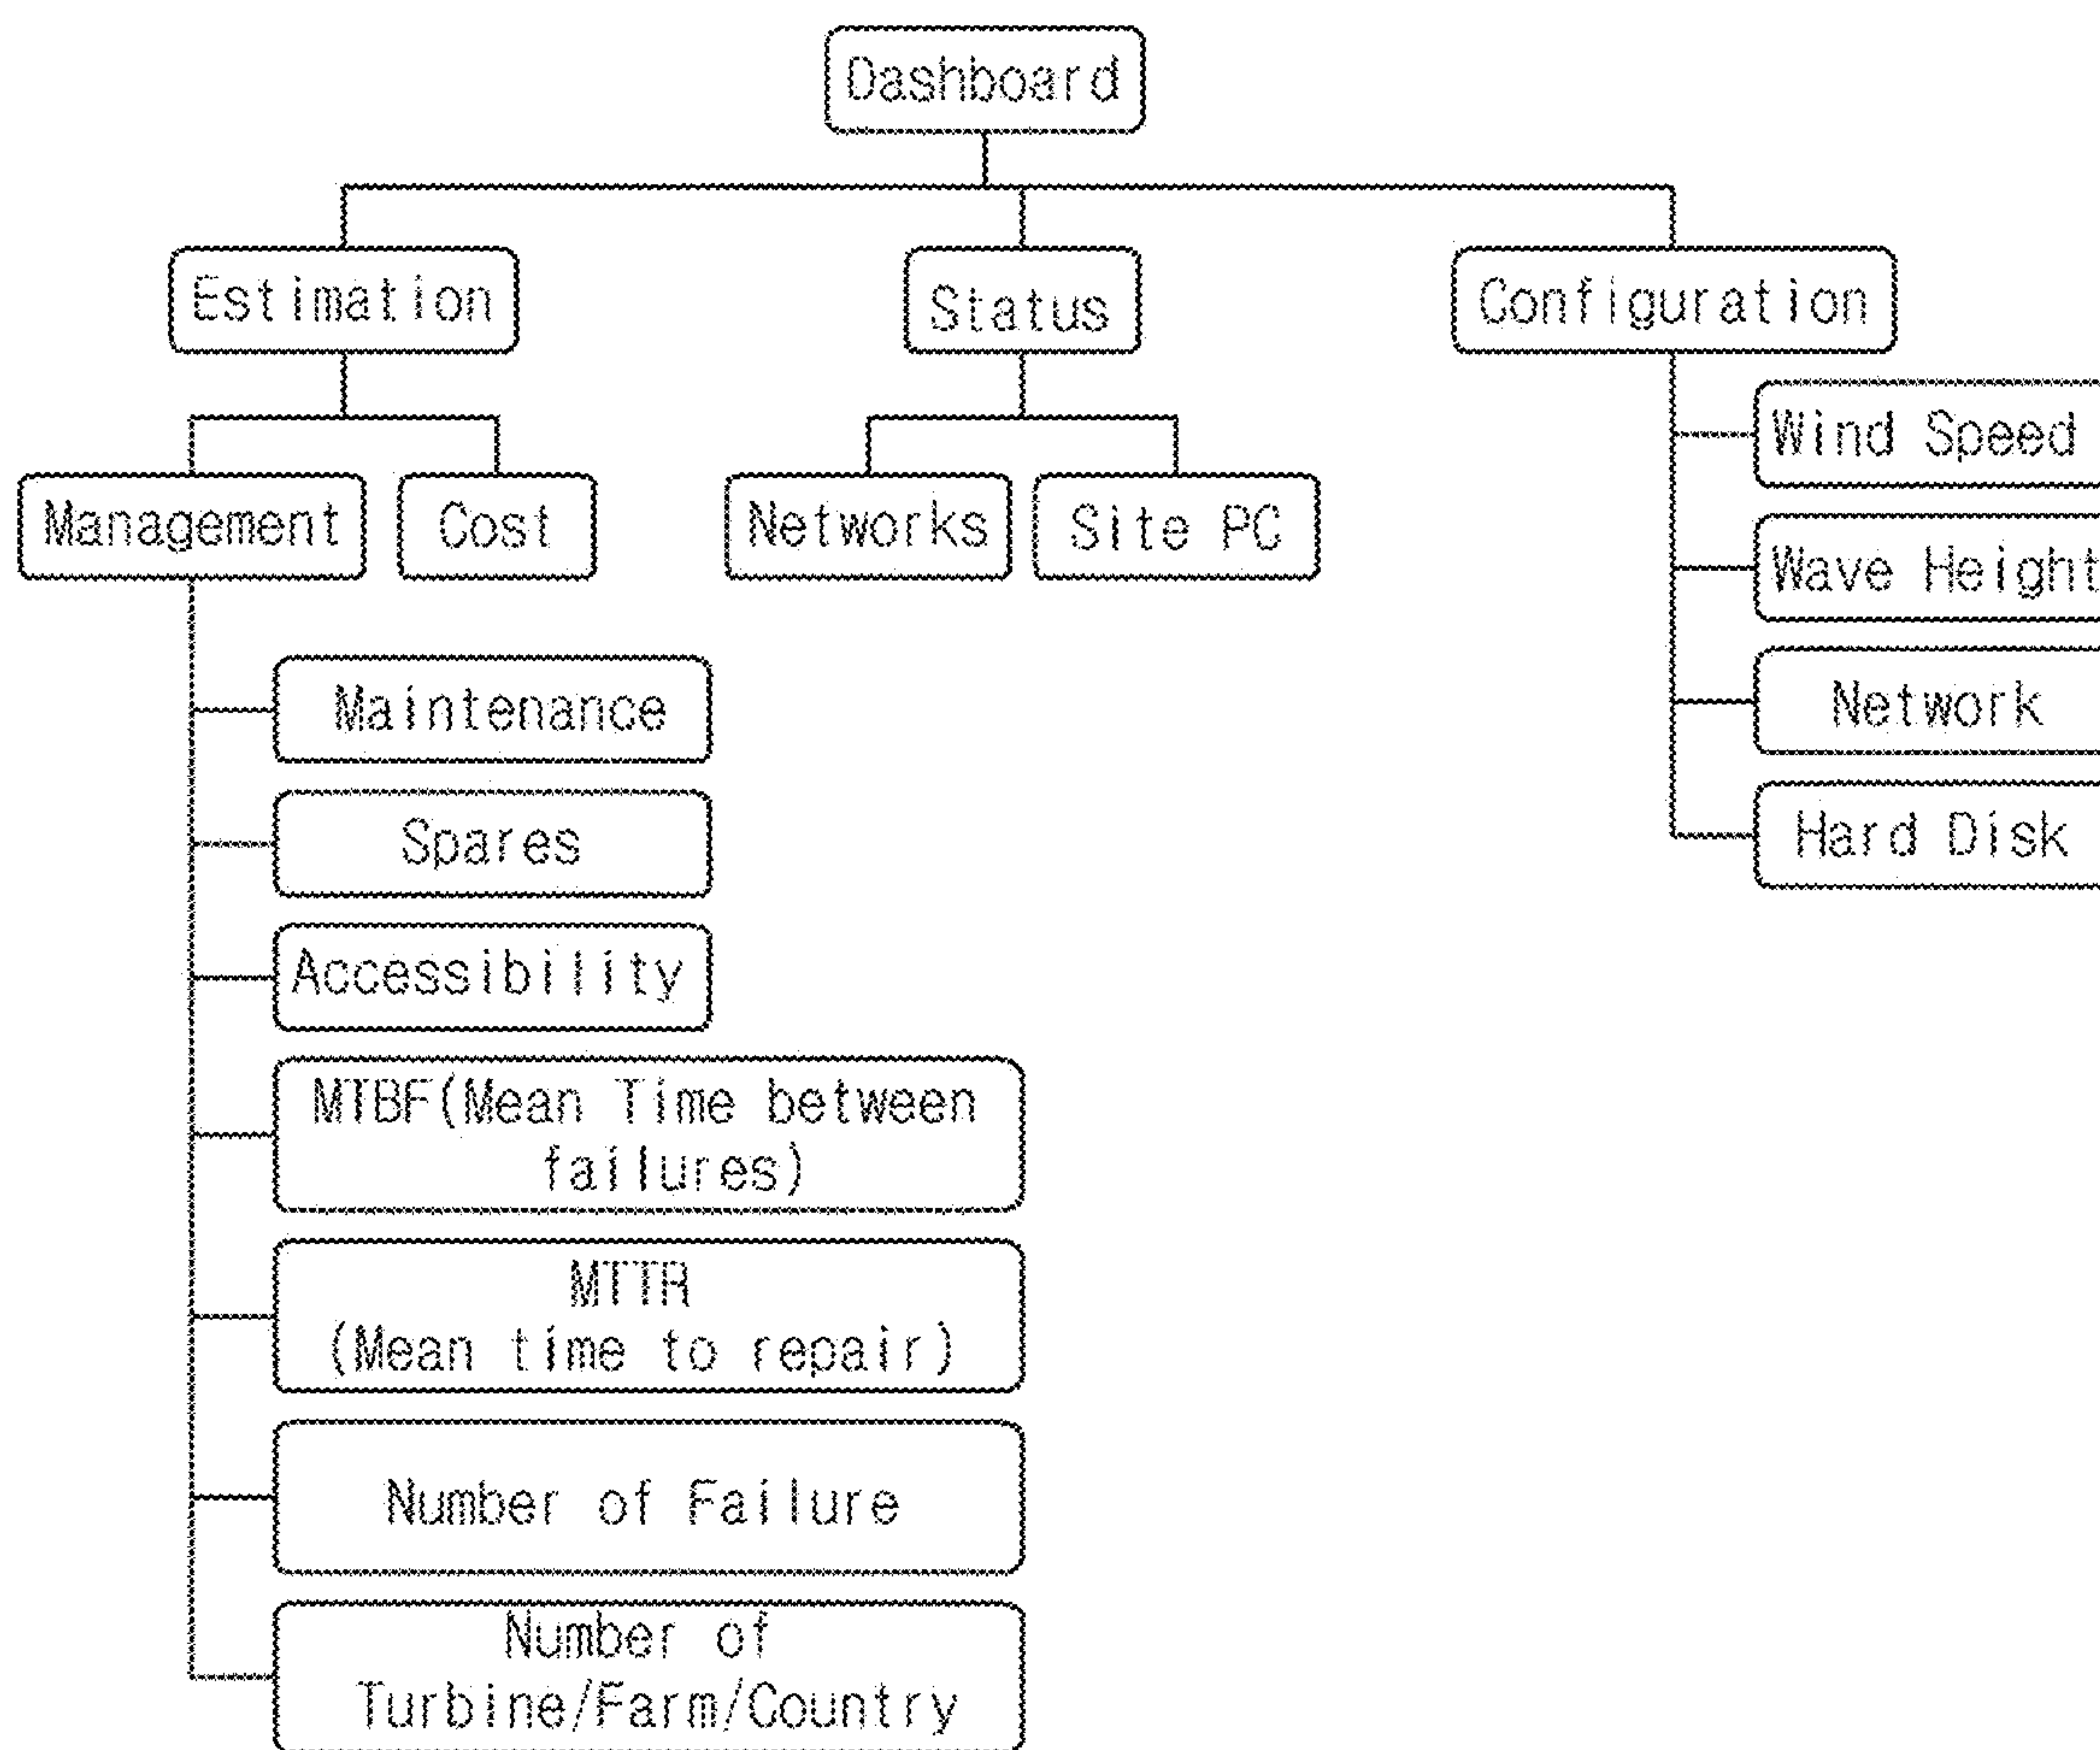 Dashboard
Estimation
Status
Configuration
Management
Cost
Networks
Site PC
Wind Speed
Wave Height
Network
Hard Disk
Maintenance
Spares
Accessibility
MTBF(Mean Time between
failures)
MTTR
(Mean time to repair)
Number of Failure
Number of
Turbine/Farm/Country